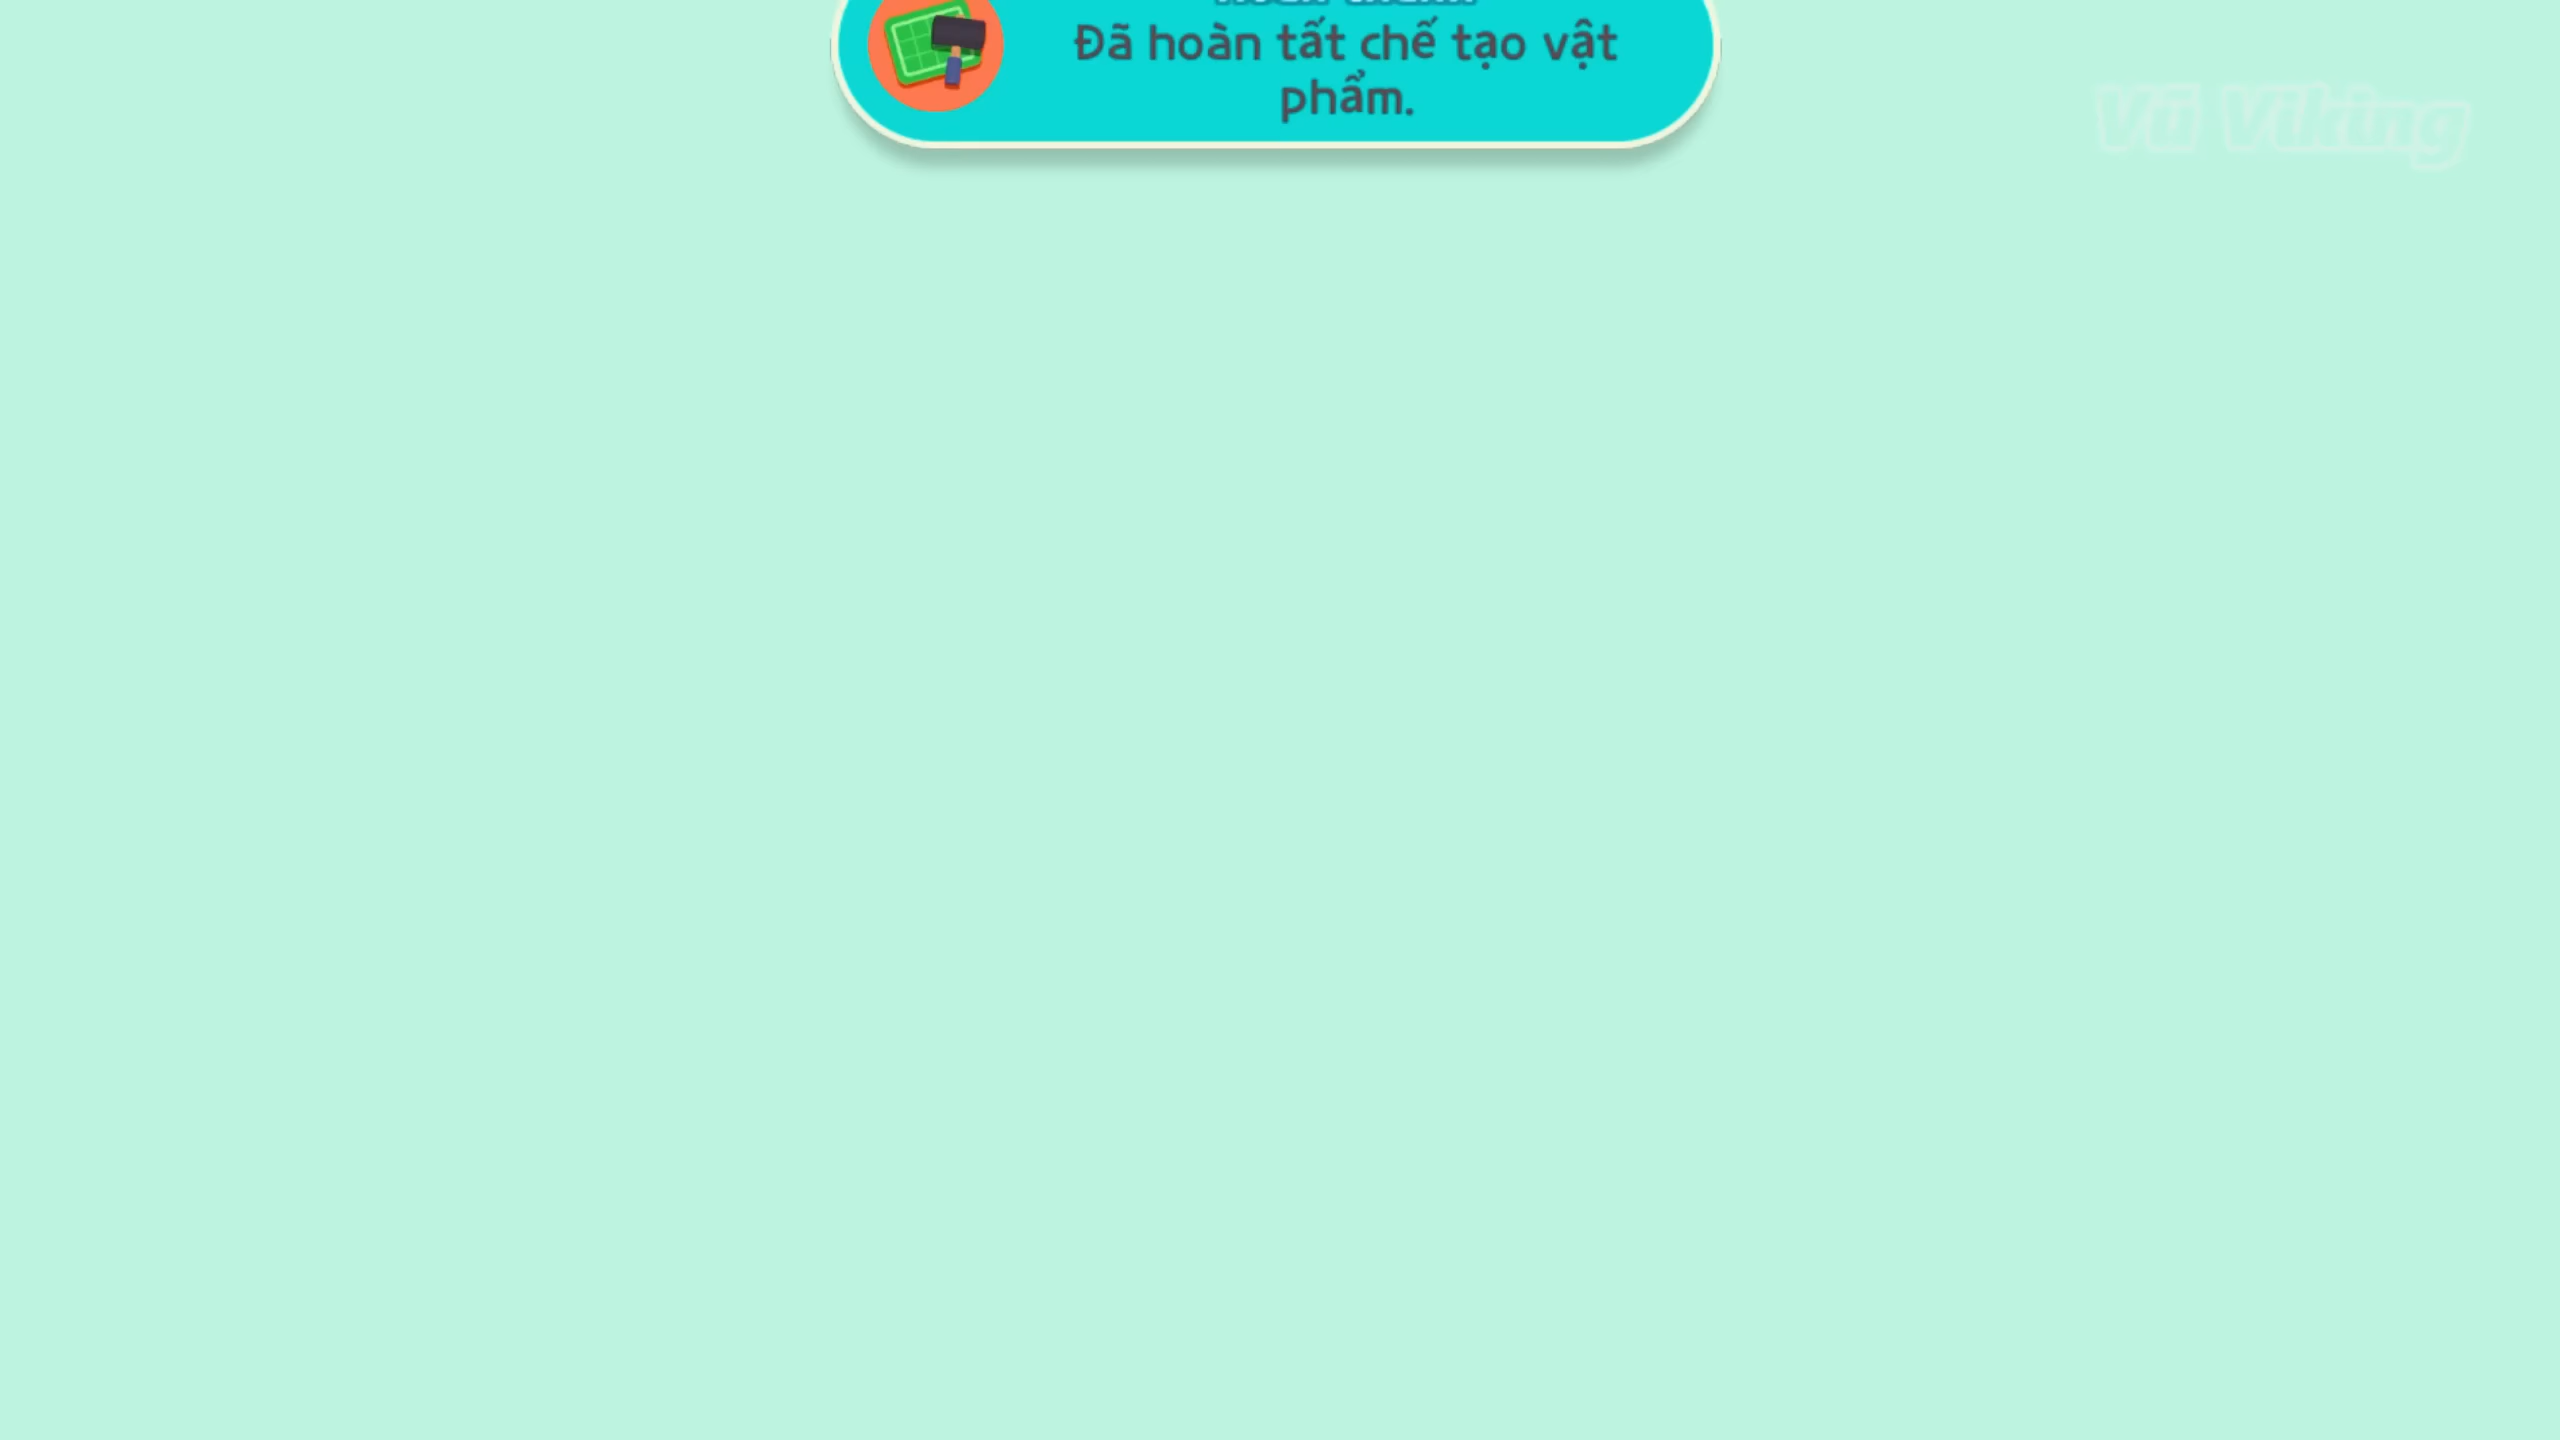 Đã hoàn tất chế tạo vật
phẩm.
Vũ Viking